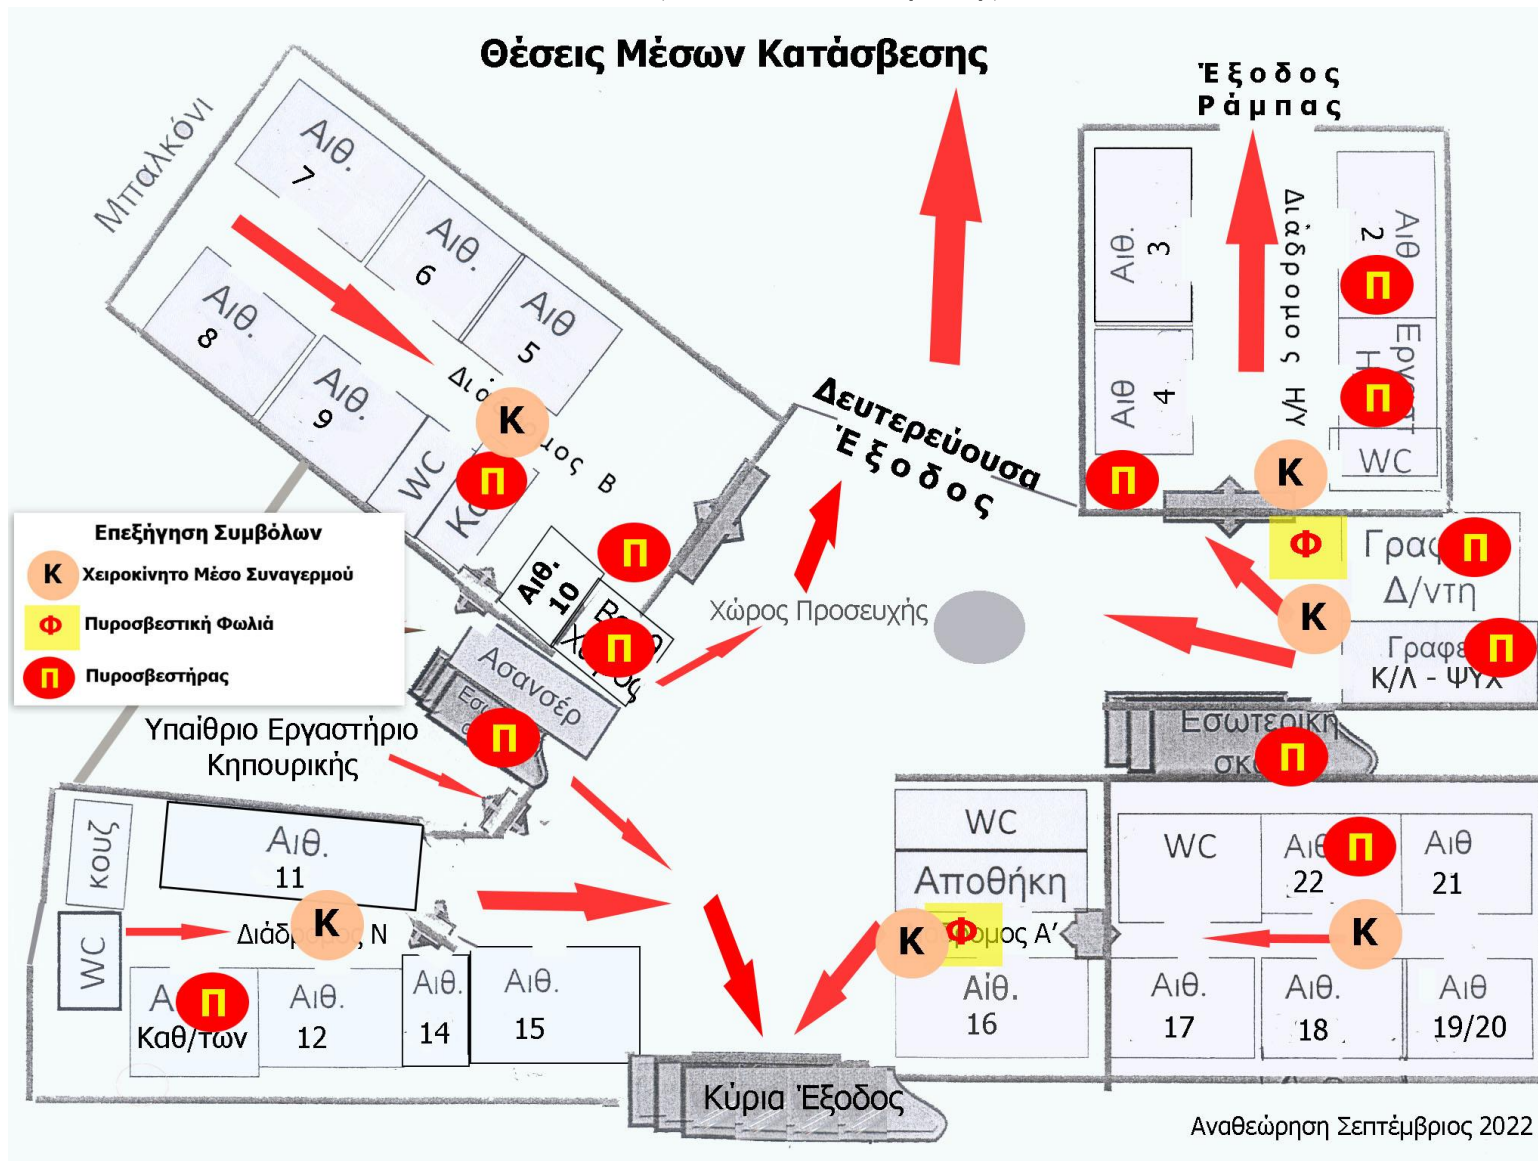 Θέσεις Μέσων Κατάσβεσης
Έξοδος
Ράμπας
Μπαλκόνι
Αιθ.
7
Αιθ.
6
Αιθ
5
Αιθ.
8
Αιθ.
9
WC
Κ
Π
Β
Αιθ.
10
Π
Π
Δευτερεύουσα
Έξοδος
Αιθ.
3
Αιθ
4
Διάδρομος Η/Υ
Αιθ
2
Π
Π
WC
Π
Κ
Φ
Π
Δ/ντη
Κ
Π
Κ/Λ - ΨΥΧ
Χώρος Προσευχής
Επεξήγηση Συμβόλων
Κ Χειροκίνητο Μέσο Συναγερμού
Φ Πυροσβεστική Φωλιά
Π Πυροσβεστήρας
Ασανσέρ
Π
Υπαίθριο Εργαστήριο
Κηπουρικής
Εσωτερική
Π
κουζ
Αιθ.
11
WC
Κ
Ν
Π
Καθ/των
Αιθ.
12
Αιθ.
14
Αιθ.
15
WC
Αποθήκη
Κ
Φ
Α’
Αίθ.
16
WC
Π
22
Αιθ
21
Κ
Αιθ.
17
Αιθ.
18
Αιθ
19/20
Κύρια Έξοδος
Αναθεώρηση Σεπτέμβριος 2022